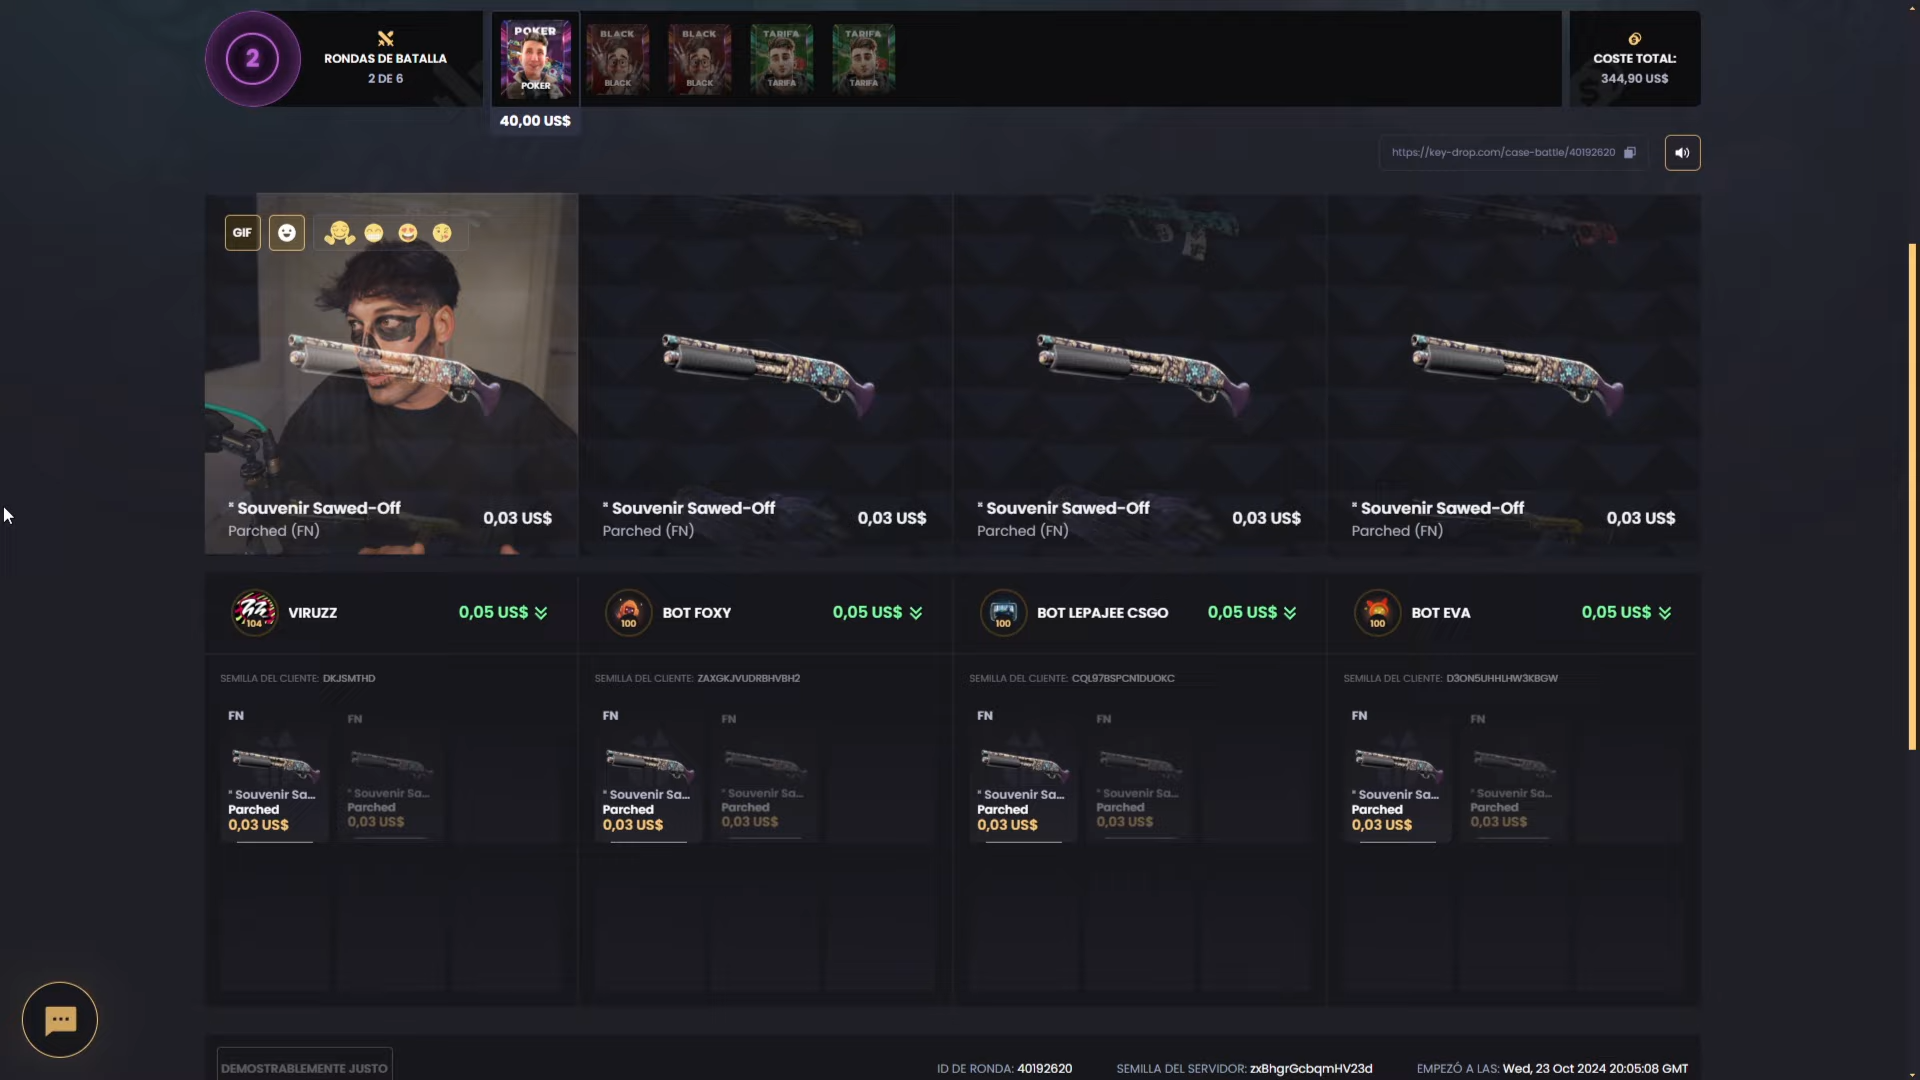 2
RONDAS DE BATALLA
2 DE 6
POKER
POKER
40,00 US$
BLACK
BLACK
BLACK
BLACK
TARIFA
TARIFA
TARIFA
TARIFA
COSTE TOTAL:
344,90 US$
https://key-drop.com/case-battle/40192620
GIF
* Souvenir Sawed-Off
Parched (FN)
0,03 US$
* Souvenir Sawed-Off
Parched (FN)
0,03 US$
* Souvenir Sawed-Off
Parched (FN)
0,03 US$
* Souvenir Sawed-Off
Parched (FN)
0,03 US$
104
VIRUZZ
0,05 US$
100
BOT FOXY
0,05 US$
100
BOT LEPAJEE CSGO
0,05 US$
100
BOT EVA
0,05 US$
SEMILLA DEL CLIENTE: DKJSMTHD
SEMILLA DEL CLIENTE: ZAXGKJVUDRBHVBH2
SEMILLA DEL CLIENTE: CQL97BSPCN1DUOKC
SEMILLA DEL CLIENTE: D3ON5UHHLHW3KBGW
FN
* Souvenir Sa...
Parched
0,03 US$
FN
* Souvenir Sa...
Parched
0,03 US$
FN
* Souvenir Sa...
Parched
0,03 US$
FN
* Souvenir Sa...
Parched
0,03 US$
FN
* Souvenir Sa...
Parched
0,03 US$
FN
* Souvenir Sa...
Parched
0,03 US$
FN
* Souvenir Sa...
Parched
0,03 US$
FN
* Souvenir Sa...
Parched
0,03 US$
DEMOSTRABLEMENTE JUSTO
ID DE RONDA: 40192620
SEMILLA DEL SERVIDOR: zxBhgrGcbqmHV23d
EMPEZÓ A LAS: Wed, 23 Oct 2024 20:05:08 GMT